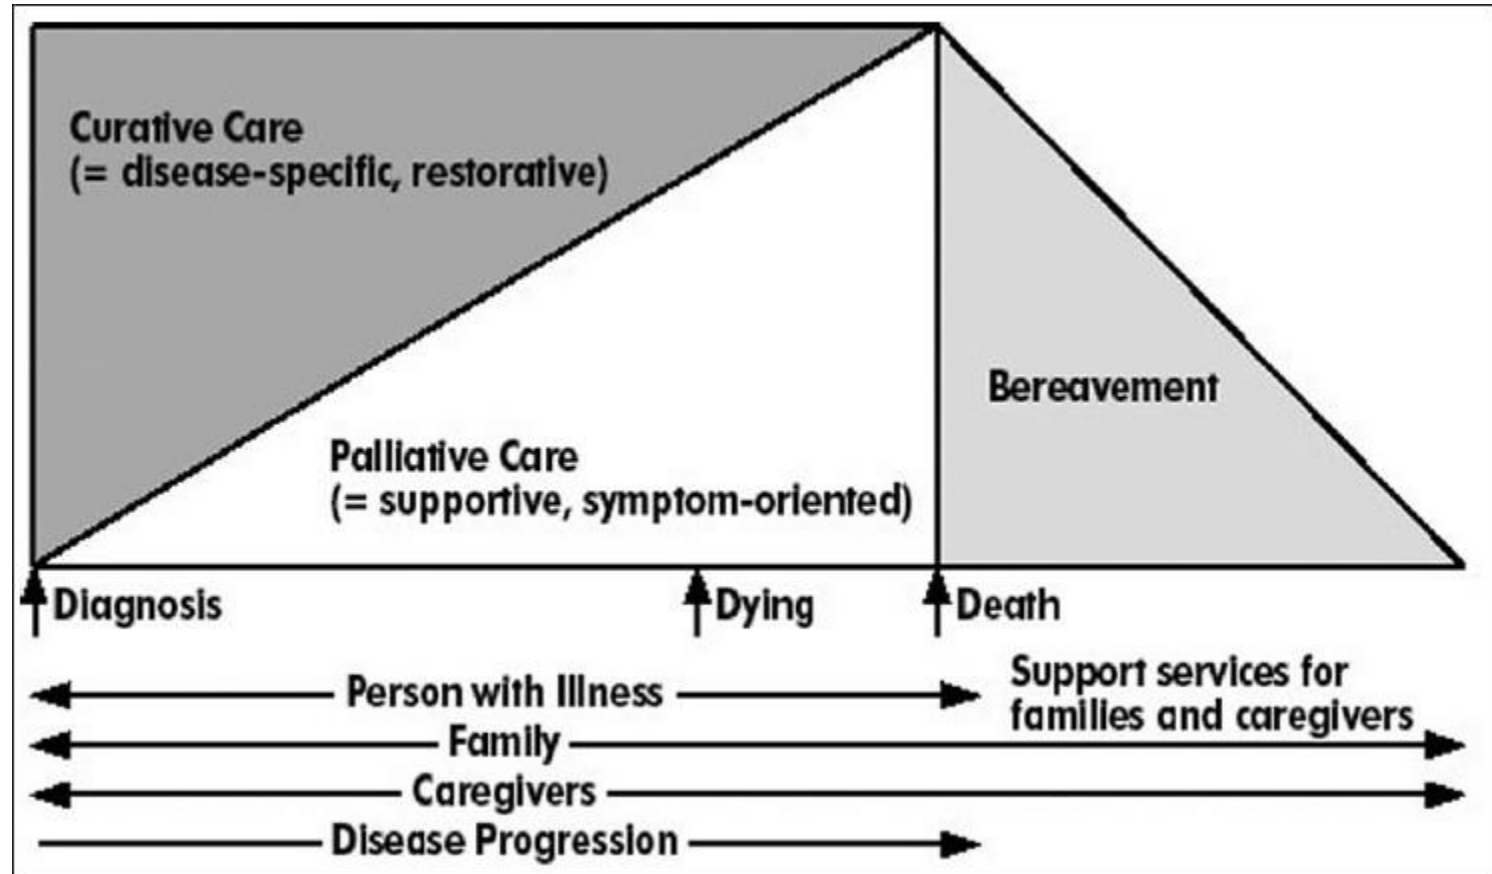 Curative Care
(= disease-specific, restorative)
Palliative Care
(= supportive, symptom-oriented)
Bereavement
Diagnosis
Dying
Death
Person with Illness
Support services for
families and caregivers
Family
Caregivers
Disease Progression